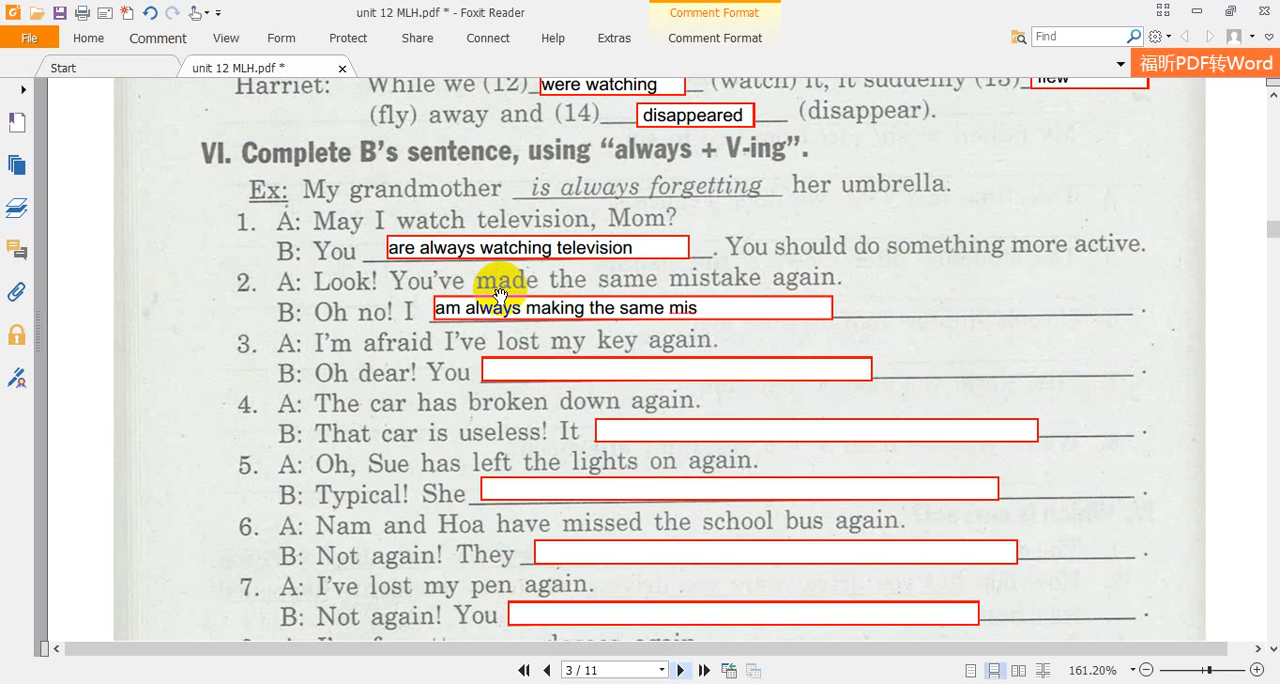 unit 12 MLH.pdf * - Foxit Reader
Comment Format
File Home Comment View Form Protect Share Connect Help Extras Comment Format
Find
Start
unit 12 MLH.pdf *
福昕PDF转Word
Harriet: While we (12) were watching (watch) it, it suddenly (13) flew
(fly) away and (14) disappeared (disappear).
VI. Complete B's sentence, using "always + V-ing".
Ex: My grandmother is always forgetting her umbrella.
1. A: May I watch television, Mom?
B: You are always watching television. You should do something more active.
2. A: Look! You've made the same mistake again.
B: Oh no! I am always making the same mis.
3. A: I'm afraid I've lost my key again.
B: Oh dear! You .
4. A: The car has broken down again.
B: That car is useless! It .
5. A: Oh, Sue has left the lights on again.
B: Typical! She .
6. A: Nam and Hoa have missed the school bus again.
B: Not again! They .
7. A: I've lost my pen again.
B: Not again! You .
3 / 11
161.20%